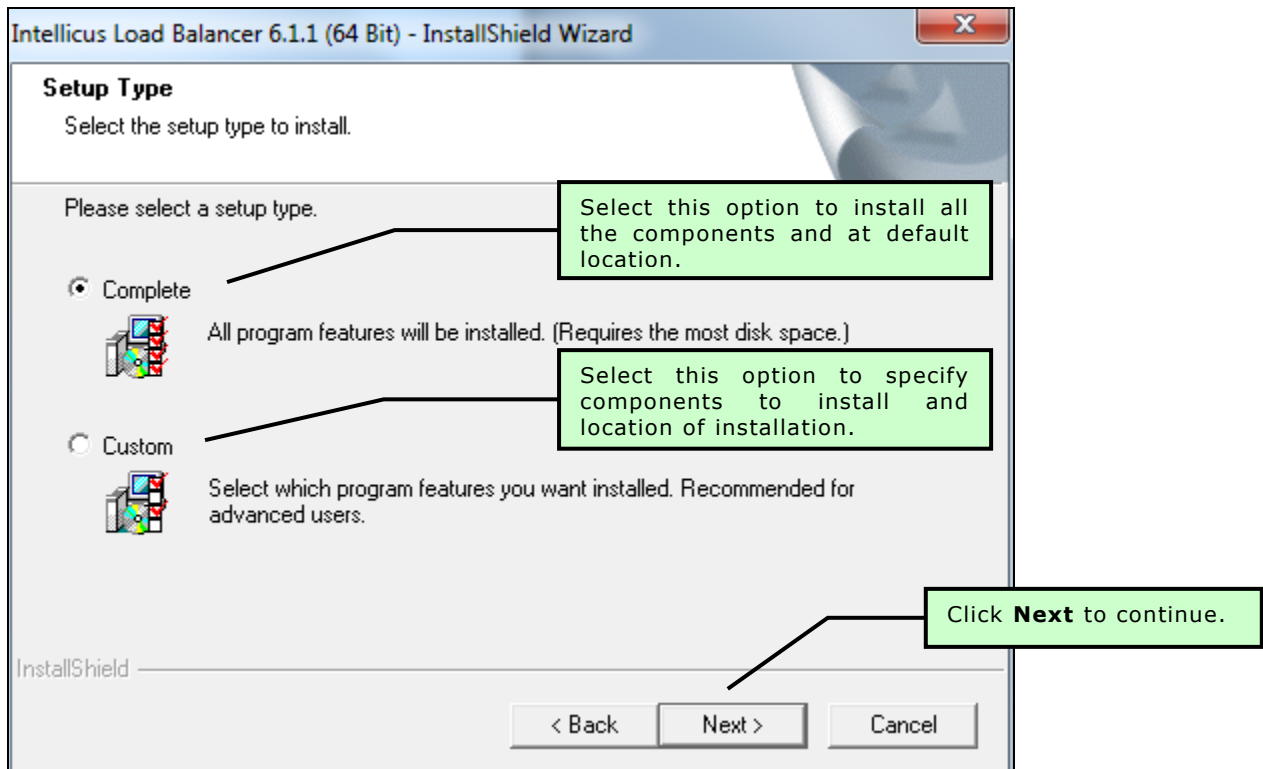 Intellicus Load Balancer 6.1.1 (64 Bit) - InstallShield Wizard
Setup Type
Select the setup type to install.
Please select a setup type.
Select this option to install all
the components and at default
location.
Complete
All program features will be installed. (Requires the most disk space.)
Select this option to specify
components to install and
location of installation.
Custom
Select which program features you want installed. Recommended for
advanced users.
Click Next to continue.
InstallShield
< Back
Next >
Cancel